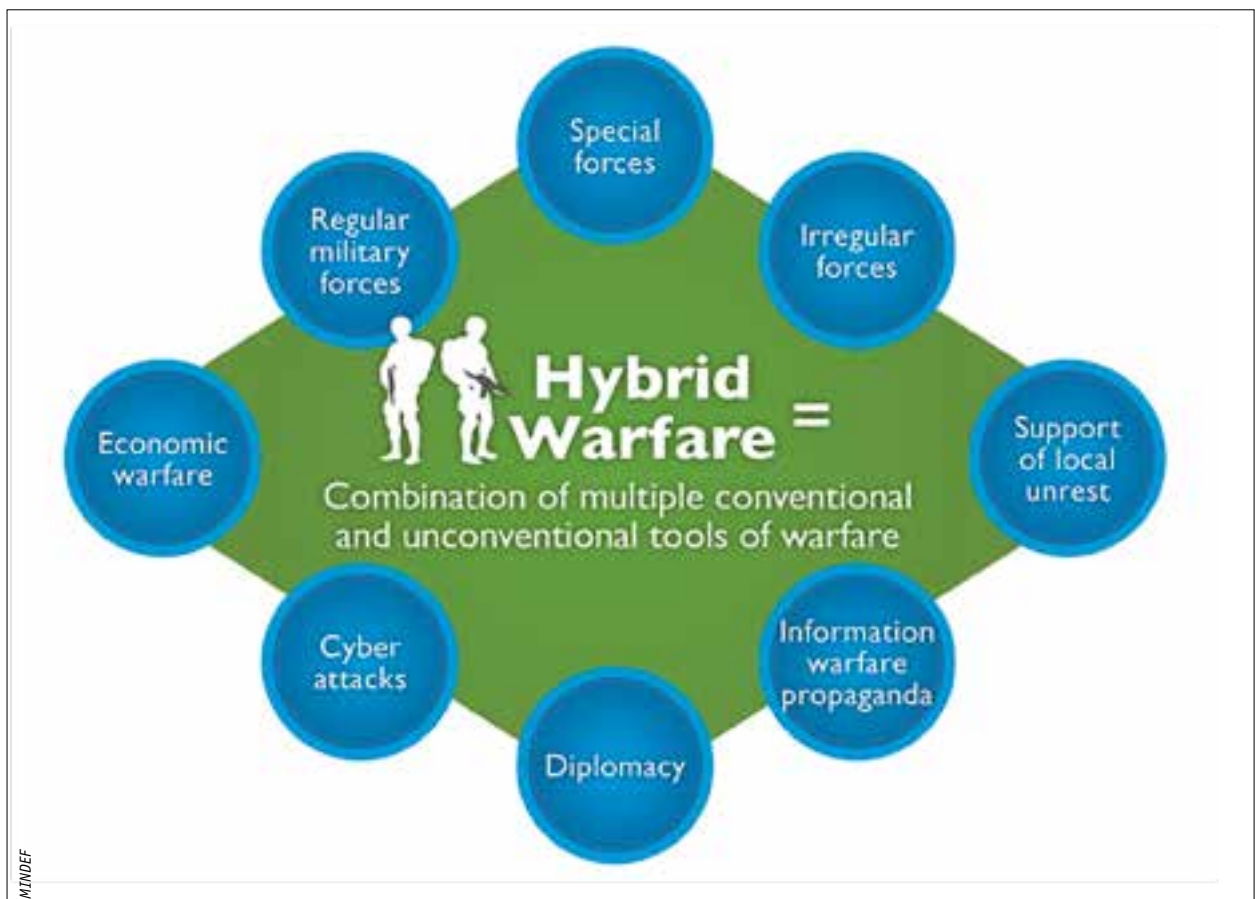 Special
forces
Regular
military
forces
Irregular
forces
Hybrid
Warfare =
Economic
warfare
Support
of local
unrest
Combination of multiple conventional
and unconventional tools of warfare
Cyber
attacks
Information
warfare
propaganda
Diplomacy
MINDEF